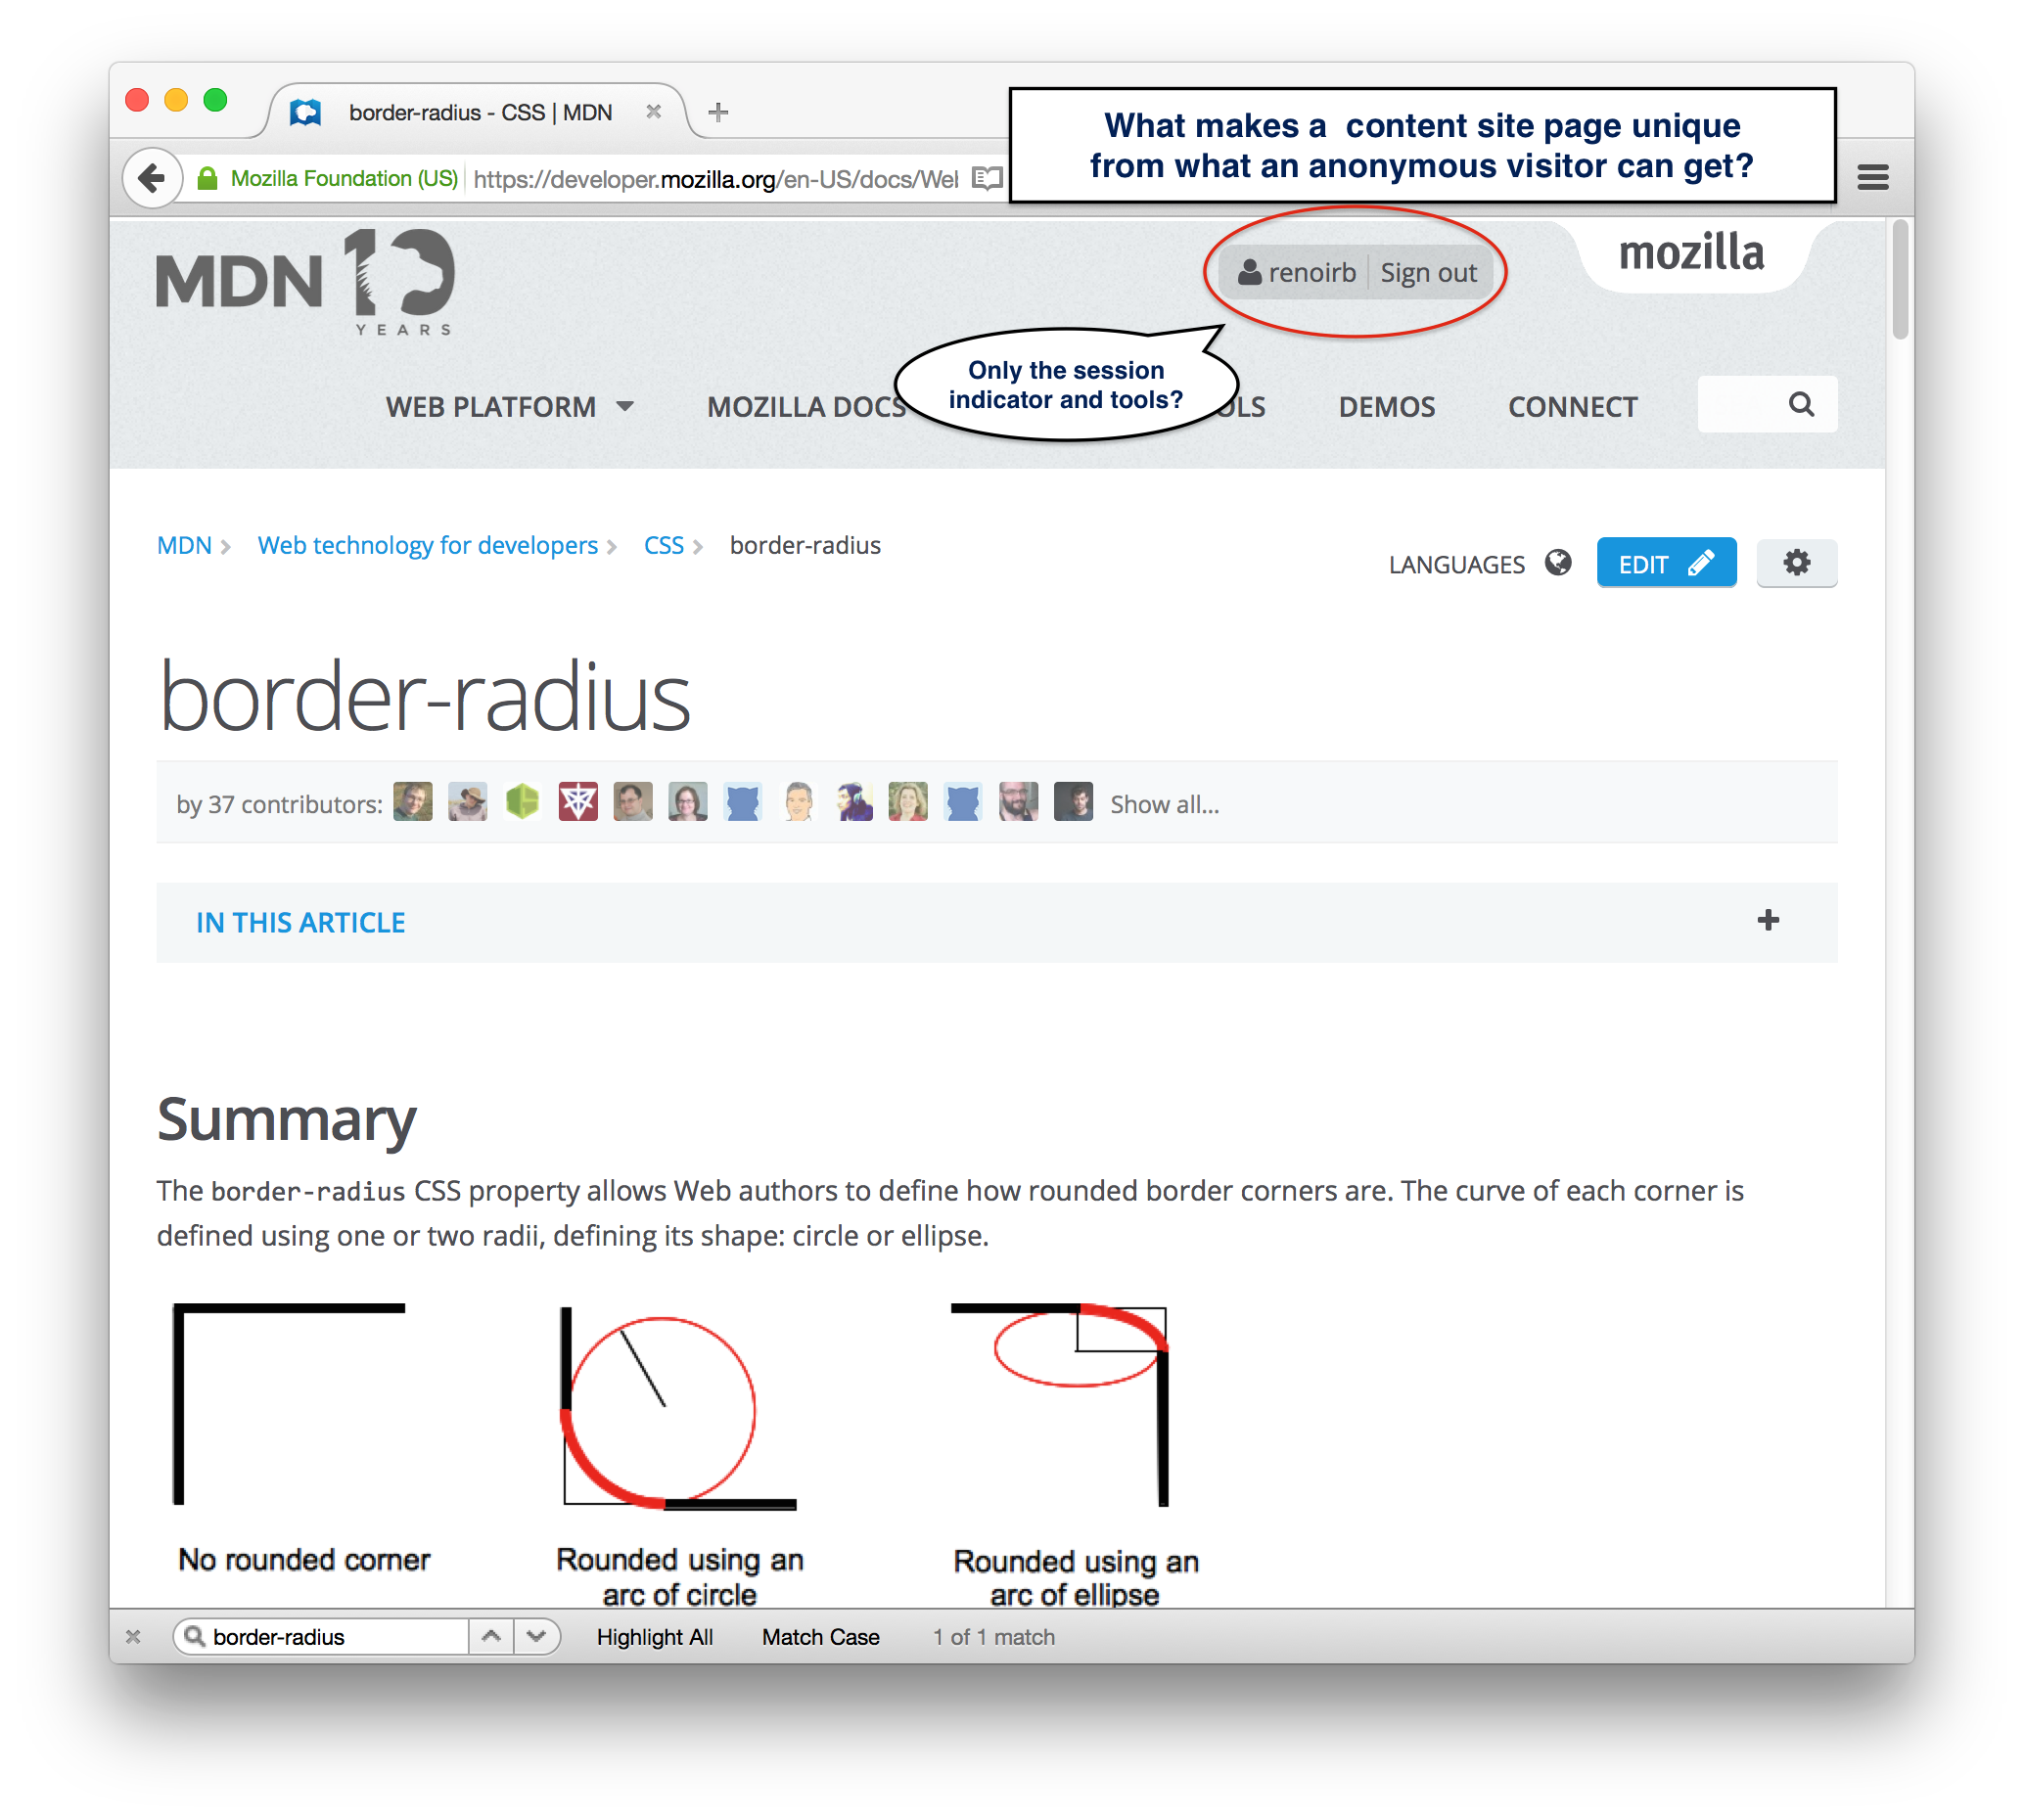 border-radius - CSS | MDN
What makes a content site page unique
from what an anonymous visitor can get?
Mozilla Foundation (US)
https://developer.mozilla.org/en-US/docs/We
MDN 10
YEARS
renoirb
Sign out
mozilla
Only the session
indicator and tools?
WEB PLATFORM
MOZILLA DOCS
OLS
DEMOS
CONNECT
MDN
Web technology for developers
CSS
border-radius
LANGUAGES
EDIT
border-radius
by 37 contributors:
Show all...
IN THIS ARTICLE
Summary
The border-radius CSS property allows Web authors to define how rounded border corners are. The curve of each corner is
defined using one or two radii, defining its shape: circle or ellipse.
No rounded corner
Rounded using an
arc of circle
Rounded using an
arc of ellipse
border-radius
Highlight All
Match Case
1 of 1 match